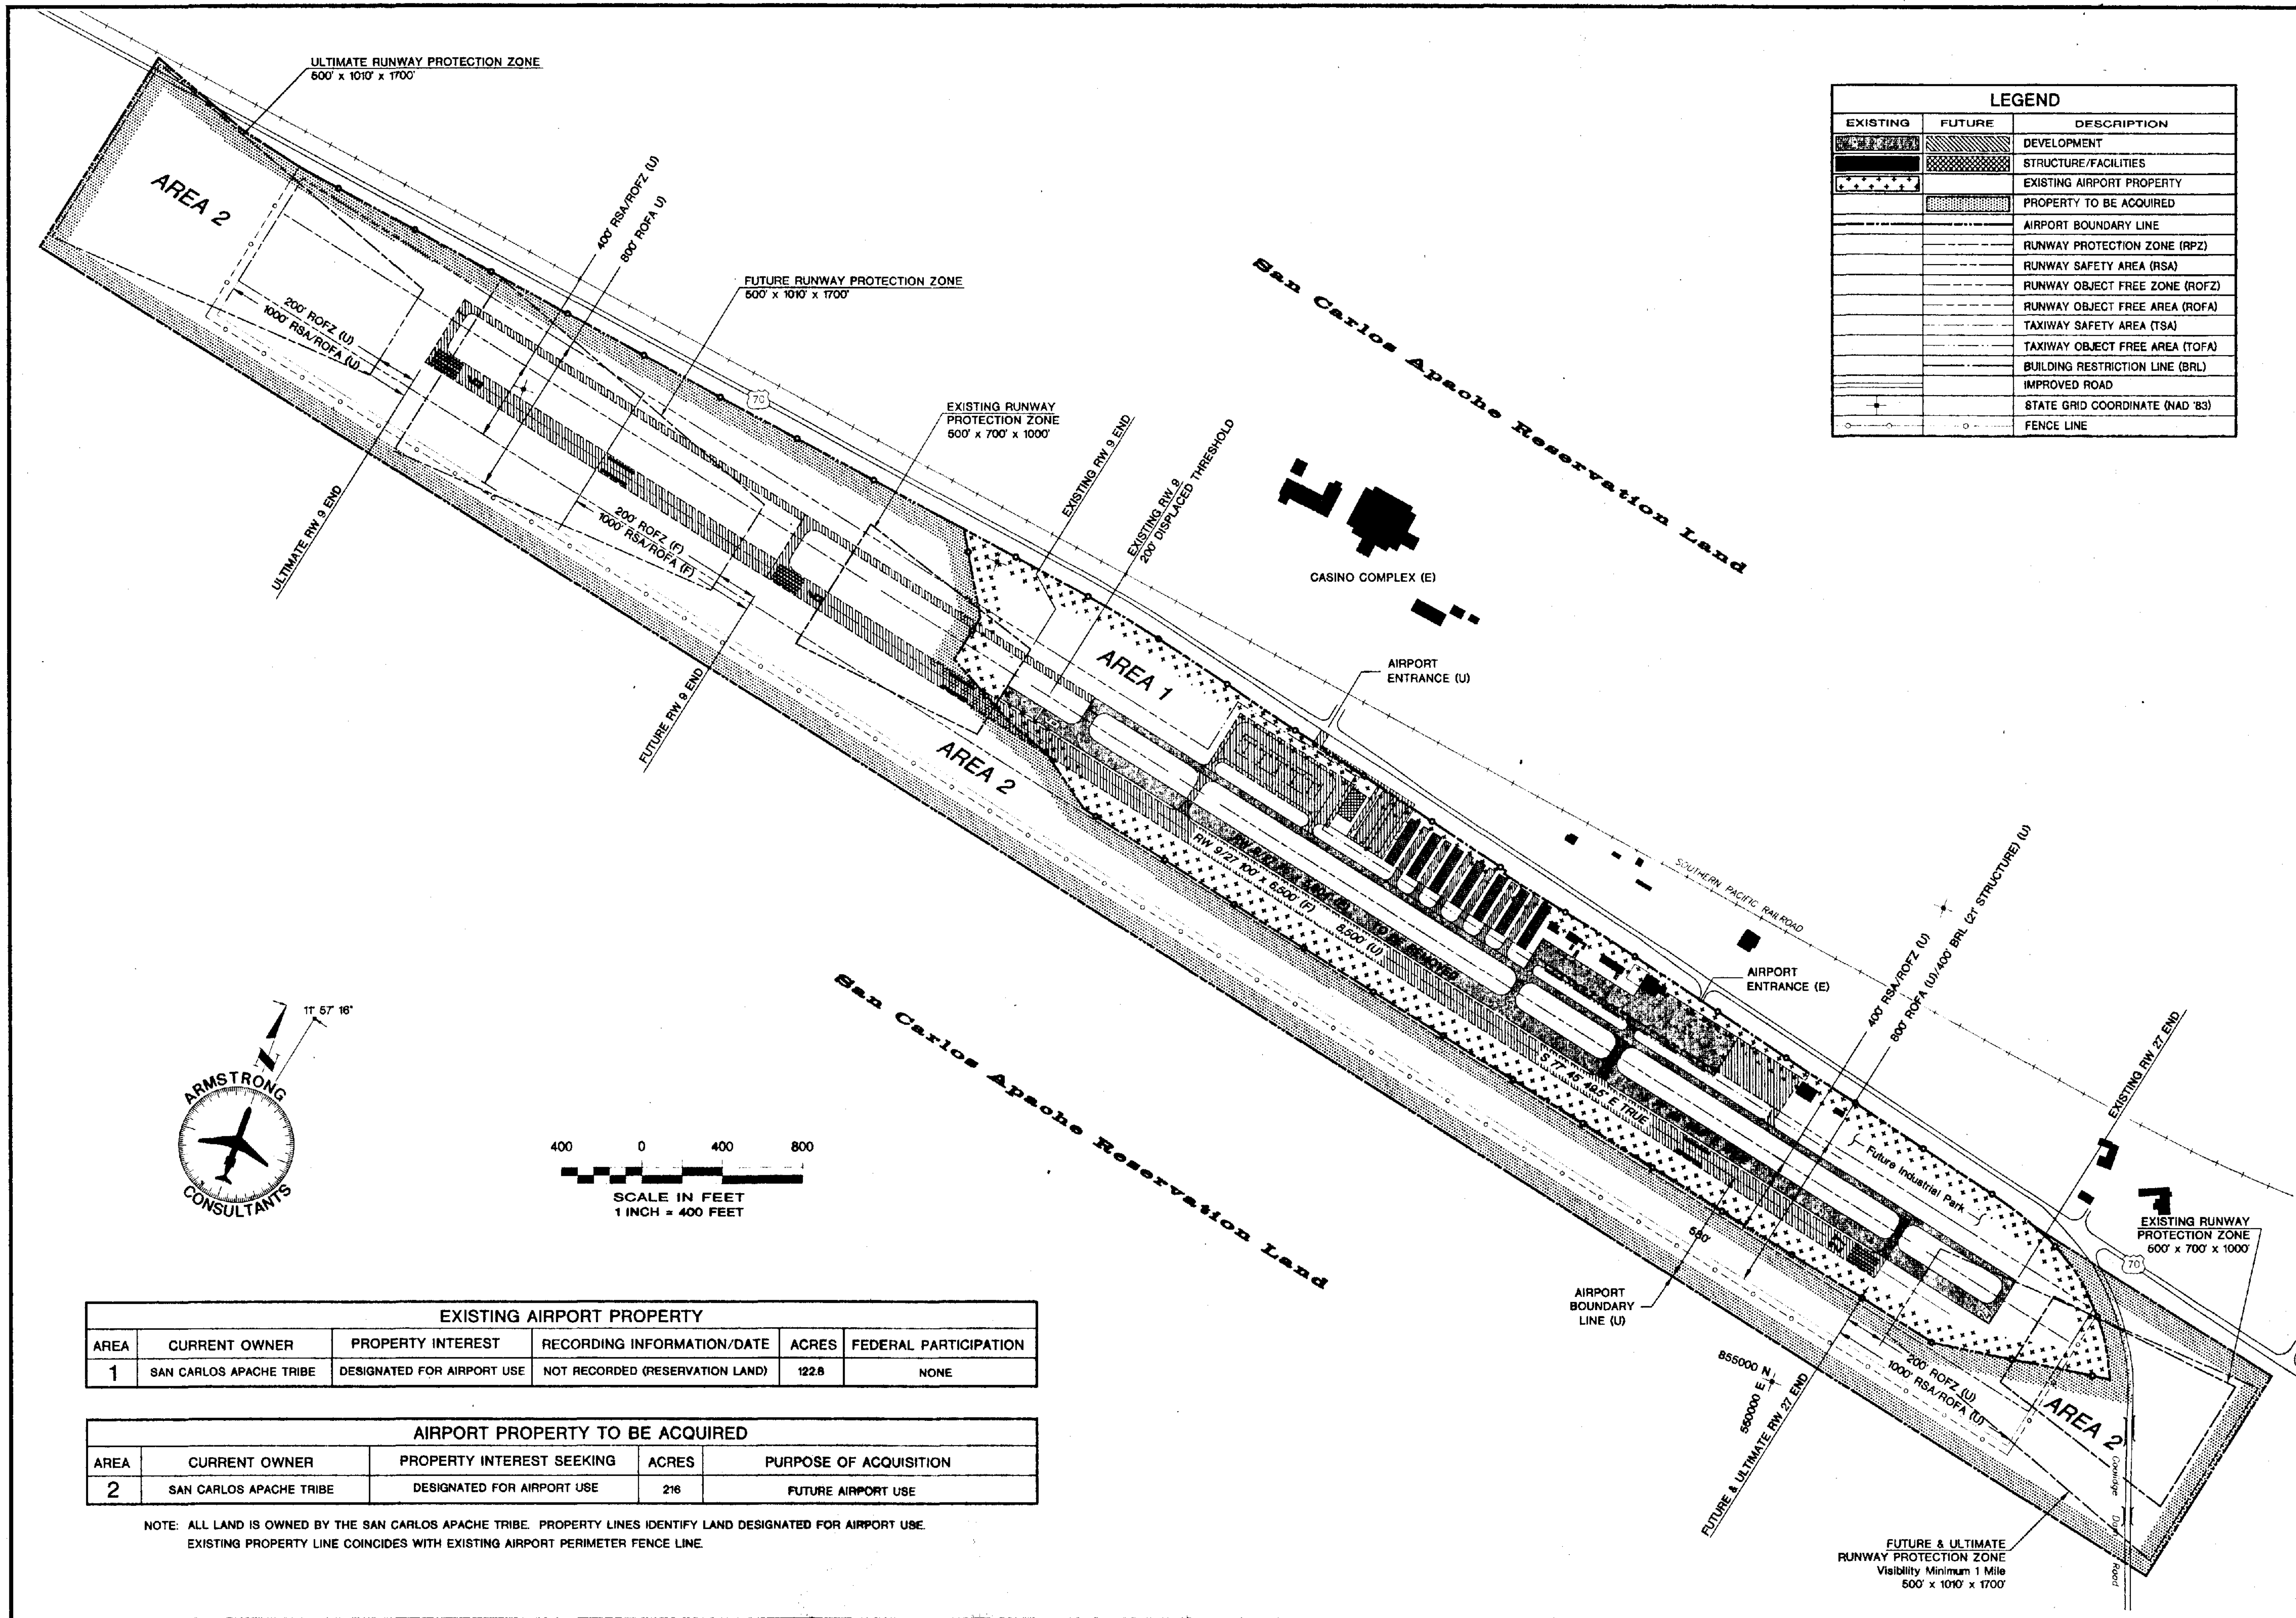 ULTIMATE RUNWAY PROTECTION ZONE
500' x 1010' x 1700'
AREA 2
400' RSA/ROFZ (U)
800' ROFA U)
200' ROFZ (U)
1000' RSA/ROFA (U)
FUTURE RUNWAY PROTECTION ZONE
500' x 1010' x 1700'
70
EXISTING RUNWAY
PROTECTION ZONE
500' x 700' x 1000'
EXISTING RW 9 END
EXISTING RW 9
200' DISPLACED THRESHOLD
ULTIMATE RW 9 END
200' ROFZ (F)
1000' RSA/ROFA (F)
FUTURE RW 9 END
San Carlos Apache Reservation Land
CASINO COMPLEX (E)
AREA 1
AIRPORT
ENTRANCE (U)
AREA 2
LEGEND
EXISTING FUTURE DESCRIPTION
DEVELOPMENT
STRUCTURE/FACILITIES
EXISTING AIRPORT PROPERTY
PROPERTY TO BE ACQUIRED
AIRPORT BOUNDARY LINE
RUNWAY PROTECTION ZONE (RPZ)
RUNWAY SAFETY AREA (RSA)
RUNWAY OBJECT FREE ZONE (ROFZ)
RUNWAY OBJECT FREE AREA (ROFA)
TAXIWAY SAFETY AREA (TSA)
TAXIWAY OBJECT FREE AREA (TOFA)
BUILDING RESTRICTION LINE (BRL)
IMPROVED ROAD
STATE GRID COORDINATE (NAD '83)
FENCE LINE
RW 9/27 100' x 6,500' (F)
8,500' (U)
TO BE REMOVED
S 77° 45' 49.5" E TRUE
SOUTHERN PACIFIC RAILROAD
AIRPORT
ENTRANCE (E)
400' RSA/ROFZ (U)
800' ROFA (U)/400' BRL (21' STRUCTURE) (U)
EXISTING RW 27 END
Future Industrial Park
EXISTING RUNWAY
PROTECTION ZONE
500' x 700' x 1000'
70
San Carlos Apache Reservation Land
11° 57' 16"
ARMSTRONG
CONSULTANTS
400 0 400 800
SCALE IN FEET
1 INCH = 400 FEET
580'
AIRPORT
BOUNDARY
LINE (U)
855000 N
550000 E
FUTURE & ULTIMATE RW 27 END
200' ROFZ (U)
1000' RSA/ROFA (U)
AREA 2
Coolidge Dam Road
FUTURE & ULTIMATE
RUNWAY PROTECTION ZONE
Visibility Minimum 1 Mile
500' x 1010' x 1700'
EXISTING AIRPORT PROPERTY
AREA CURRENT OWNER PROPERTY INTEREST RECORDING INFORMATION/DATE ACRES FEDERAL PARTICIPATION
1 SAN CARLOS APACHE TRIBE DESIGNATED FOR AIRPORT USE NOT RECORDED (RESERVATION LAND) 122.8 NONE
AIRPORT PROPERTY TO BE ACQUIRED
AREA CURRENT OWNER PROPERTY INTEREST SEEKING ACRES PURPOSE OF ACQUISITION
2 SAN CARLOS APACHE TRIBE DESIGNATED FOR AIRPORT USE 216 FUTURE AIRPORT USE
NOTE: ALL LAND IS OWNED BY THE SAN CARLOS APACHE TRIBE. PROPERTY LINES IDENTIFY LAND DESIGNATED FOR AIRPORT USE.
EXISTING PROPERTY LINE COINCIDES WITH EXISTING AIRPORT PERIMETER FENCE LINE.